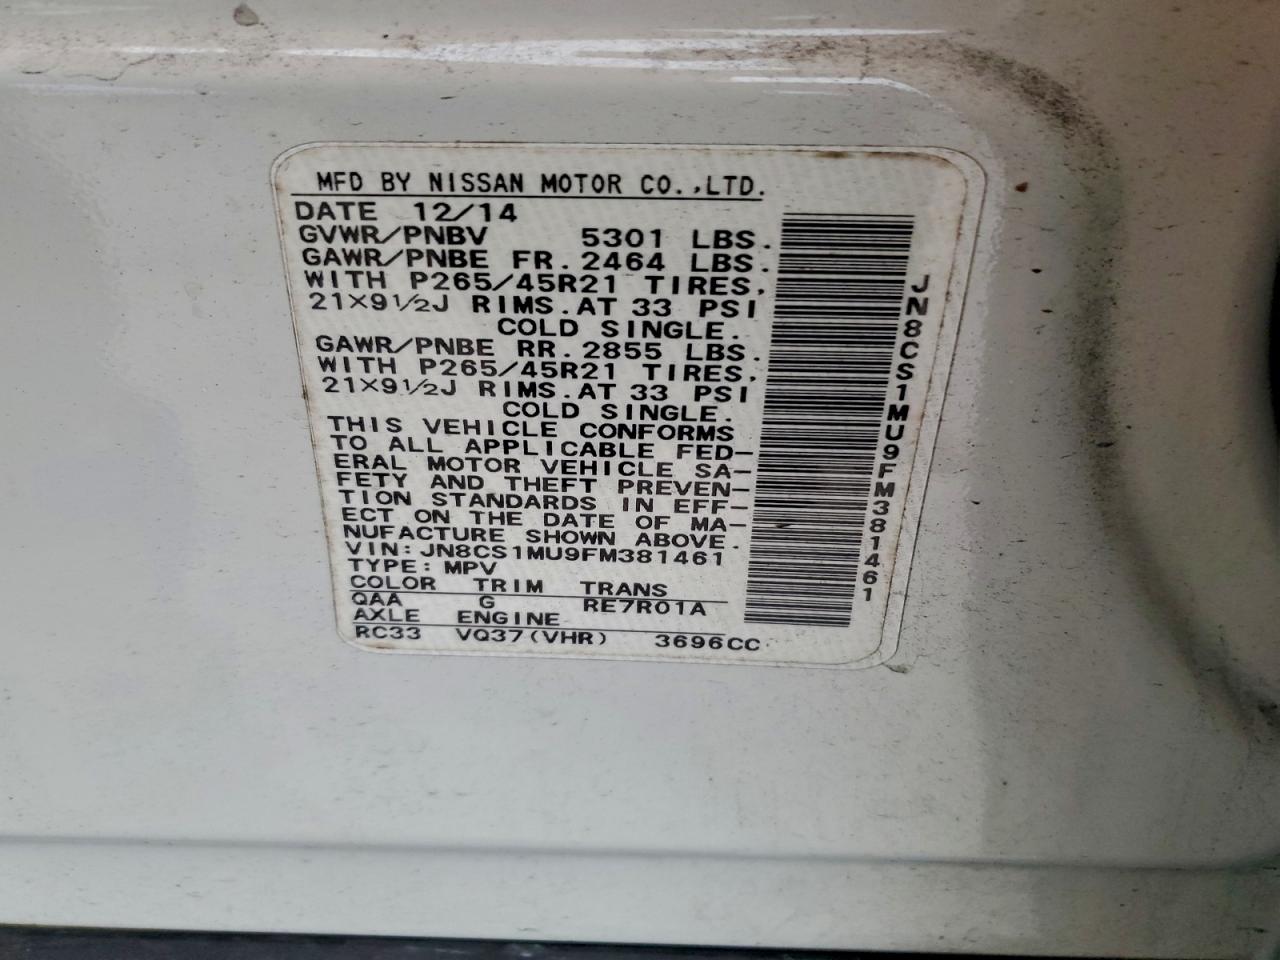 MFD BY NISSAN MOTOR CO.,LTD.
DATE 12/14
GVWR/PNBV 5301 LBS.
GAWR/PNBE FR.2464 LBS.
WITH P265/45R21 TIRES,
21×9½J RIMS.AT 33 PSI
COLD SINGLE.
GAWR/PNBE RR.2855 LBS.
WITH P265/45R21 TIRES,
21×9½J RIMS.AT 33 PSI
COLD SINGLE.
THIS VEHICLE CONFORMS
TO ALL APPLICABLE FED-
ERAL MOTOR VEHICLE SA-
FETY AND THEFT PREVEN-
TION STANDARDS IN EFF-
ECT ON THE DATE OF MA-
NUFACTURE SHOWN ABOVE.
VIN:JN8CS1MU9FM381461
TYPE:MPV
COLOR TRIM TRANS
QAA G RE7R01A
AXLE ENGINE
RC33 VQ37(VHR) 3696CC
JN8CS1MU9FM381461